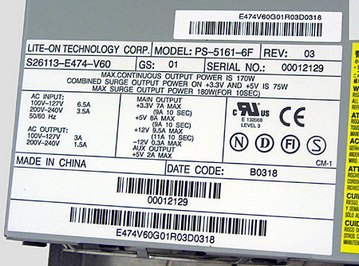 E474V60G01R03D0318
LITE-ON TECHNOLOGY CORP. MODEL: PS-5161-6F REV: 03
S26113-E474-V60 GS: 01 SERIAL NO.: 00012129
MAX.CONTINUOUS OUTPUT POWER IS 170W
COMBINED OUTPUT POWER ON +3.3V AND +5V IS 75W
MAX SURGE OUTPUT POWER 180W(FOR 10SEC)
AC INPUT:
100V-127V 6.5A
200V-240V 3.5A
50/60 Hz
AC OUTPUT:
100V-127V 3A
200V-240V 1.5A
MAIN OUTPUT
+3.3V 7A MAX
(9A 10 SEC)
+5V 8A MAX
(9A 10 SEC)
+12V 9.5A MAX
(11A 10 SEC)
-12V 0.3A MAX
AUX OUTPUT
+5V 2A MAX
c UL US
E 132068
LEVEL 3
CE
N D FI S
CM-1
MADE IN CHINA DATE CODE: B0318
00012129
E474V60G01R03D0318